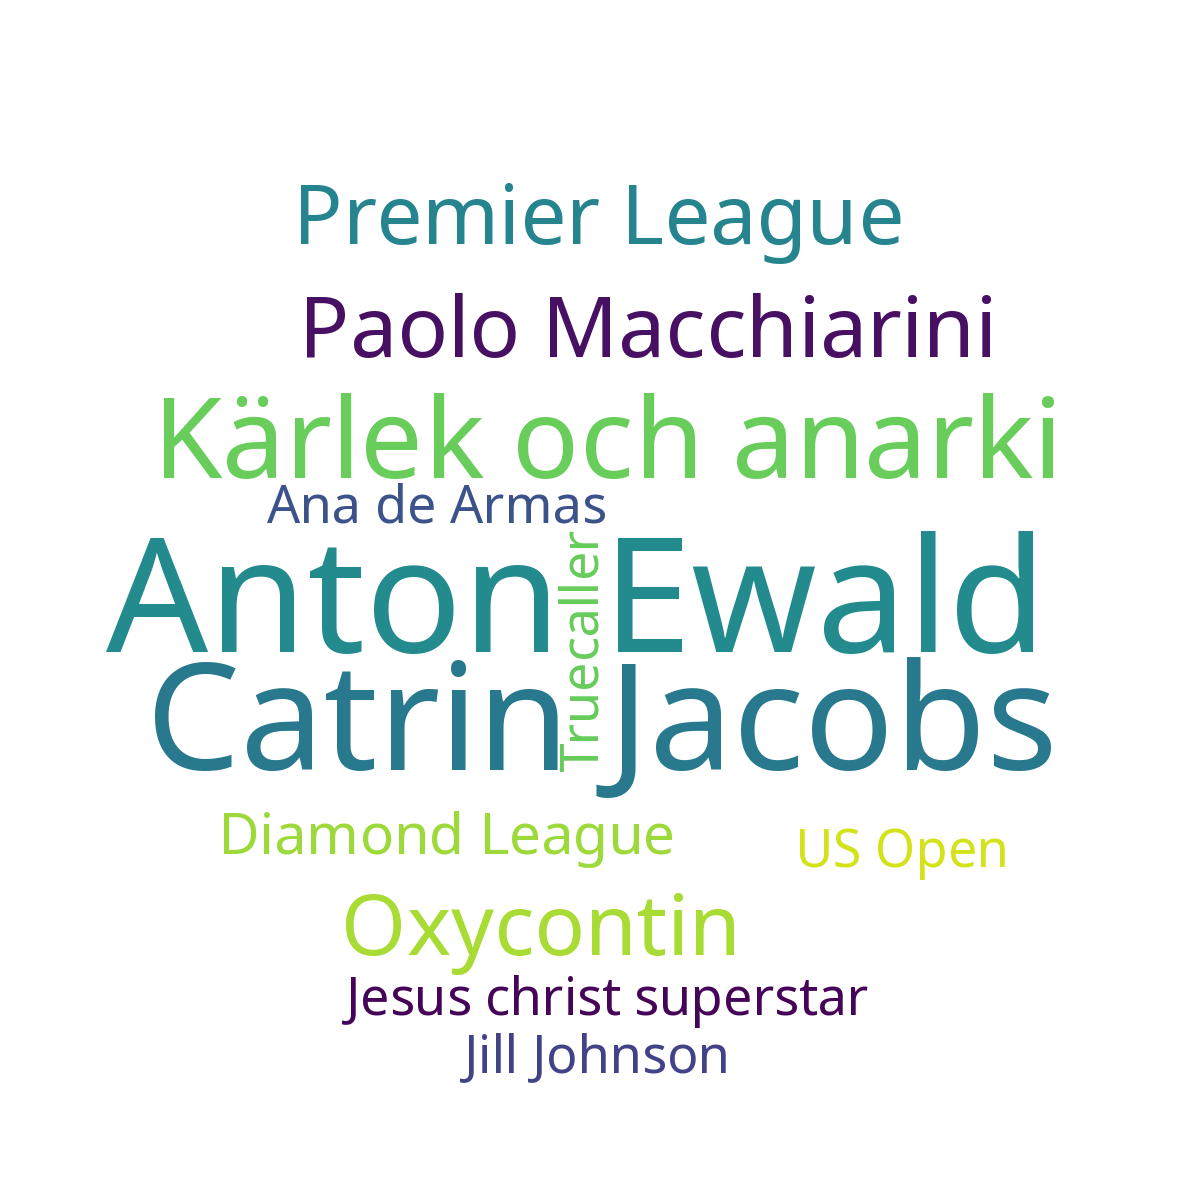 Premier League
Paolo Macchiarini
Kärlek och anarki
Ana de Armas
Anton Ewald
Truecaller
Catrin Jacobs
Diamond League
US Open
Oxycontin
Jesus christ superstar
Jill Johnson